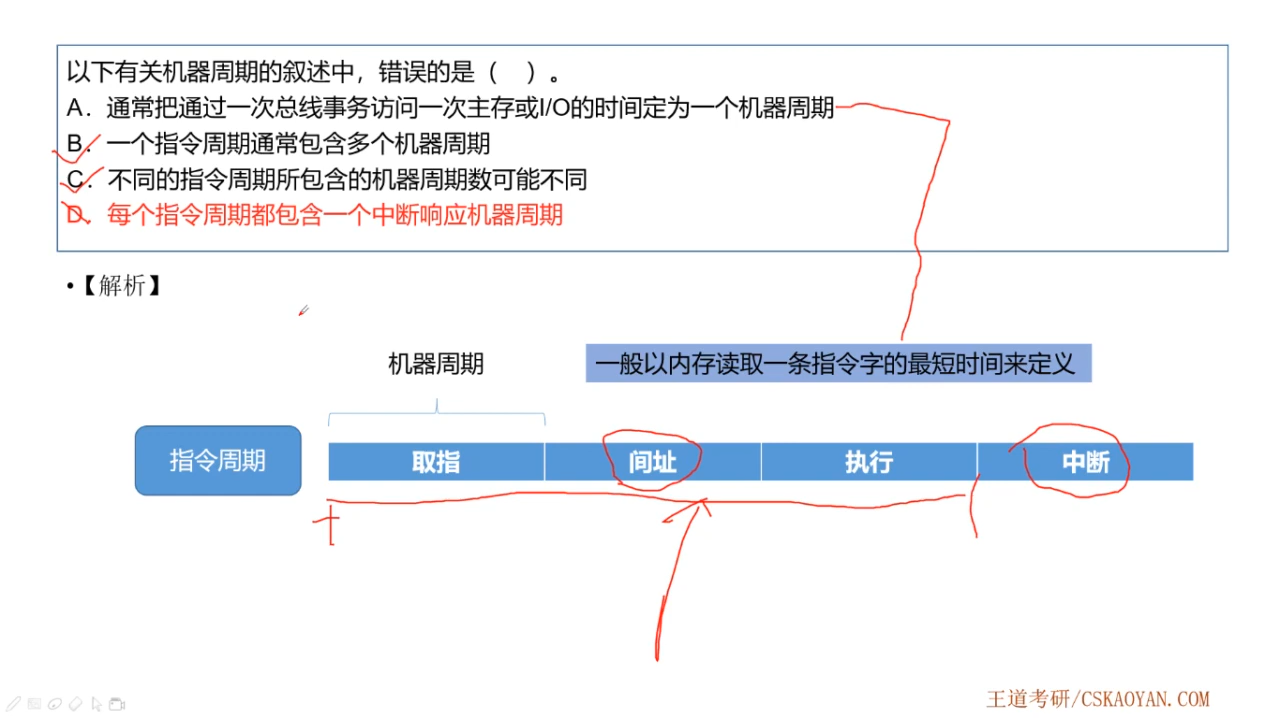 以下有关机器周期的叙述中，错误的是（ ）。
A．通常把通过一次总线事务访问一次主存或I/O的时间定为一个机器周期
B．一个指令周期通常包含多个机器周期
C．不同的指令周期所包含的机器周期数可能不同
D．每个指令周期都包含一个中断响应机器周期
•【解析】
机器周期
一般以内存读取一条指令字的最短时间来定义
指令周期
取指 间址 执行 中断
王道考研/CSKAOYAN.COM